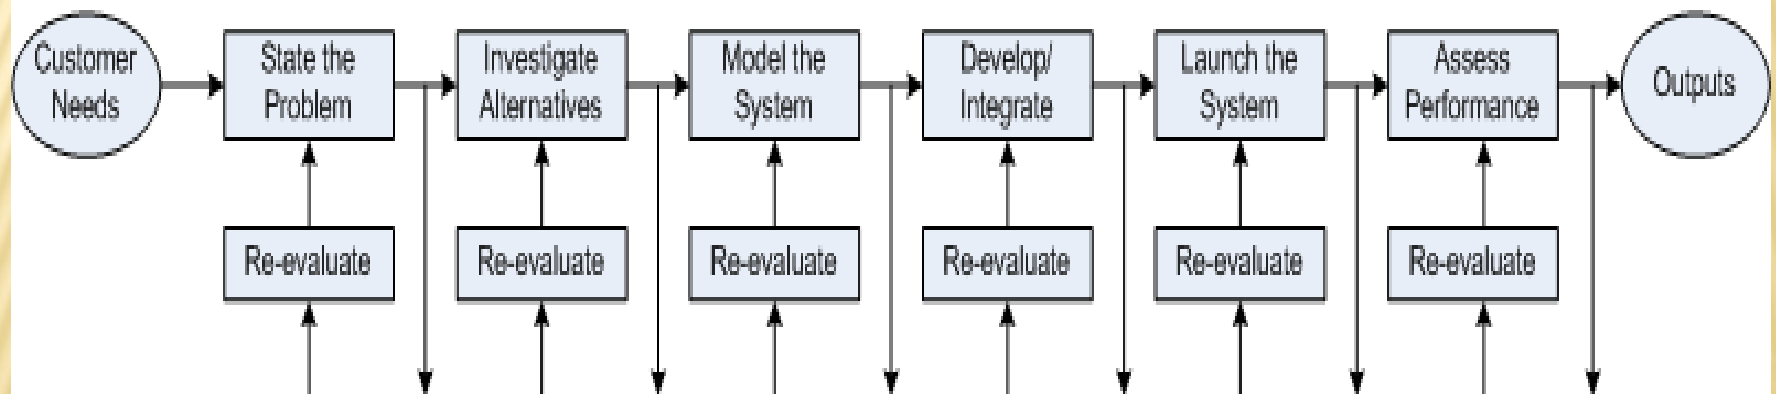 Customer
Needs
State the
Problem
Investigate
Alternatives
Model the
System
Develop/
Integrate
Launch the
System
Assess
Performance
Outputs
Re-evaluate
Re-evaluate
Re-evaluate
Re-evaluate
Re-evaluate
Re-evaluate